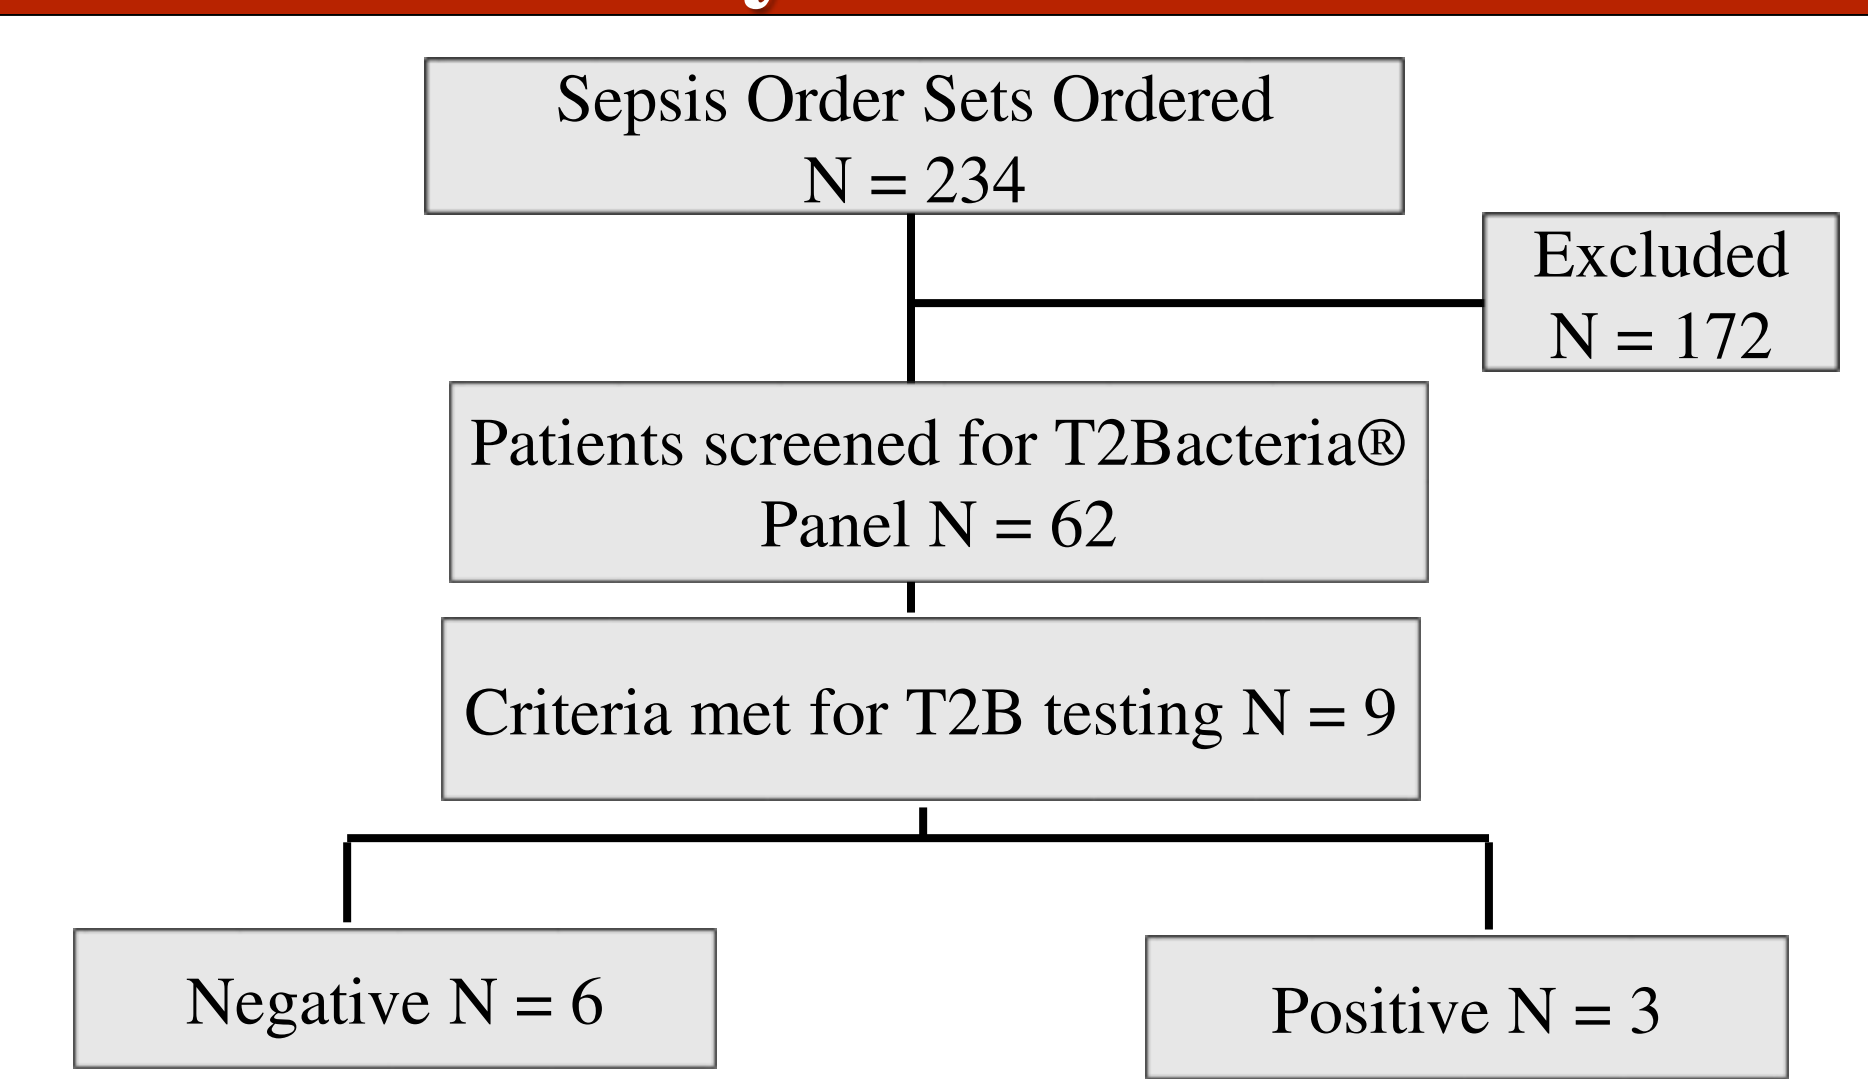 Sepsis Order Sets Ordered
N = 234
Excluded
N = 172
Patients screened for T2Bacteria®
Panel N = 62
Criteria met for T2B testing N = 9
Negative N = 6
Positive N = 3